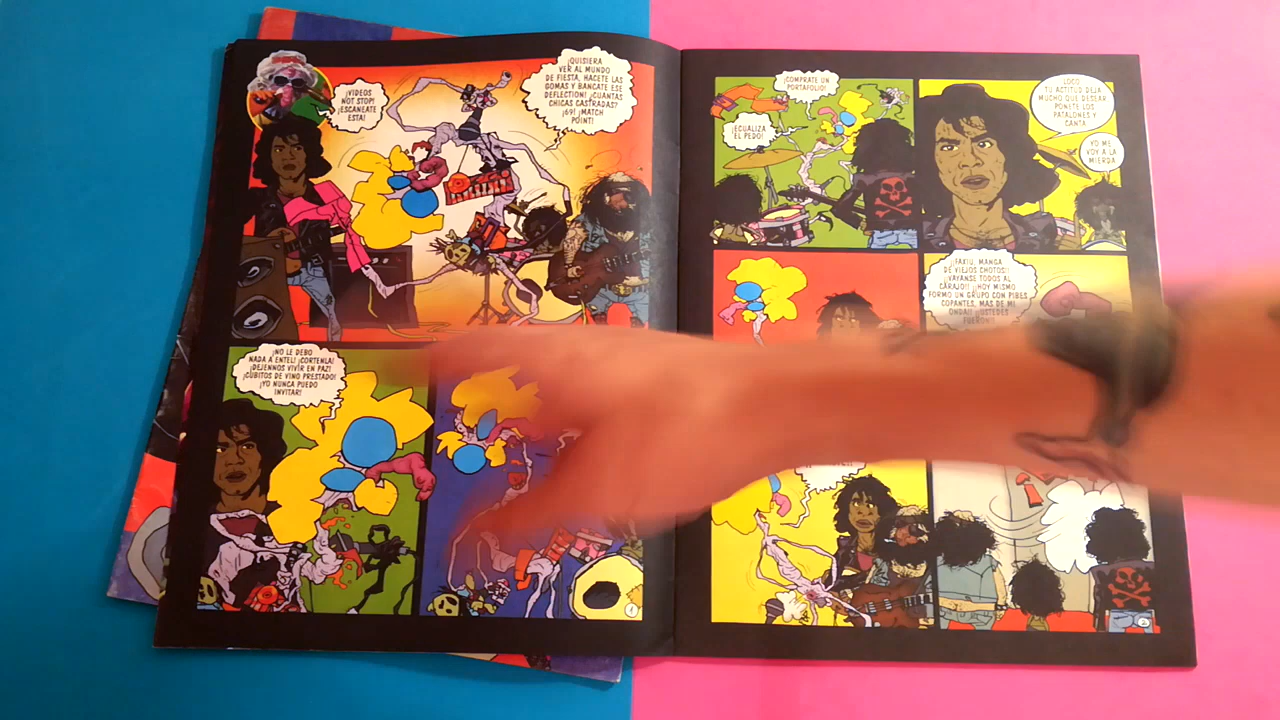 ¡VIDEOS
NOT STOP!
¡ESCANEATE
ESTA!
¡QUISIERA
VER AL MUNDO
DE FIESTA, HACETE LAS
GOMAS Y BANCATE ESE
DEFLECTION! ¿CUANTAS
CHICAS CASTRADAS?
¡69! ¡MATCH
POINT!
¡NO LE DEBO
NADA A ENTEL! ¡CORTENLA!
¡DEJENNOS VIVIR EN PAZ!
¡CUBITOS DE VINO PRESTADO!
¡YO NUNCA PUEDO
INVITAR!
1
¡COMPRATE UN
PORTAFOLIO!
¡ECUALIZA
EL PEDO!
LOCO,
TU ACTITUD DEJA
MUCHO QUE DESEAR,
PONETE LOS
PATALONES Y
CANTA
YO ME
VOY A LA
MIERDA
¡¡FAXIU, MANGA
DE VIEJOS CHOTOS!!
¡VAYANSE TODOS AL
CARAJO!! ¡¡HOY MISMO
FORMO UN GRUPO CON PIBES
COPANTES, MAS DE MI
ONDA!! ¡USTEDES
FUERON!!
2